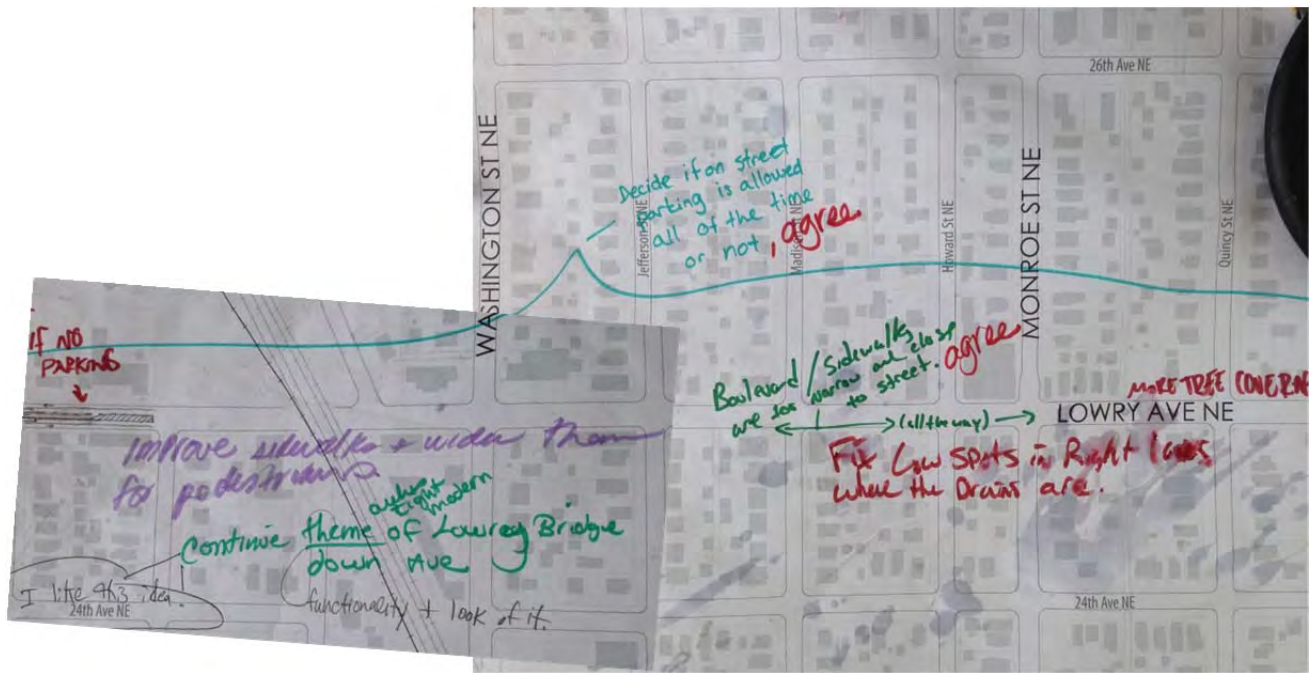 26th Ave NE
WASHINGTON ST NE
Jefferson St NE
Madison St NE
Howard St NE
MONROE ST NE
Quincy St NE
Decide if on street
parking is allowed
all of the time
or not, agree
If NO
PARKING
Boulevard / Sidewalks
are too narrow and close
to street. agree
(all the way)
MORE TREE COVERAG
LOWRY AVE NE
Fix Low spots in Right lanes
where the Drains are.
Improve sidewalks + widen them
for pedestrians
light
modern
Continue theme of Lowrey Bridge
down Ave
I like this idea.
24th Ave NE
functionality + look of it.
24th Ave NE